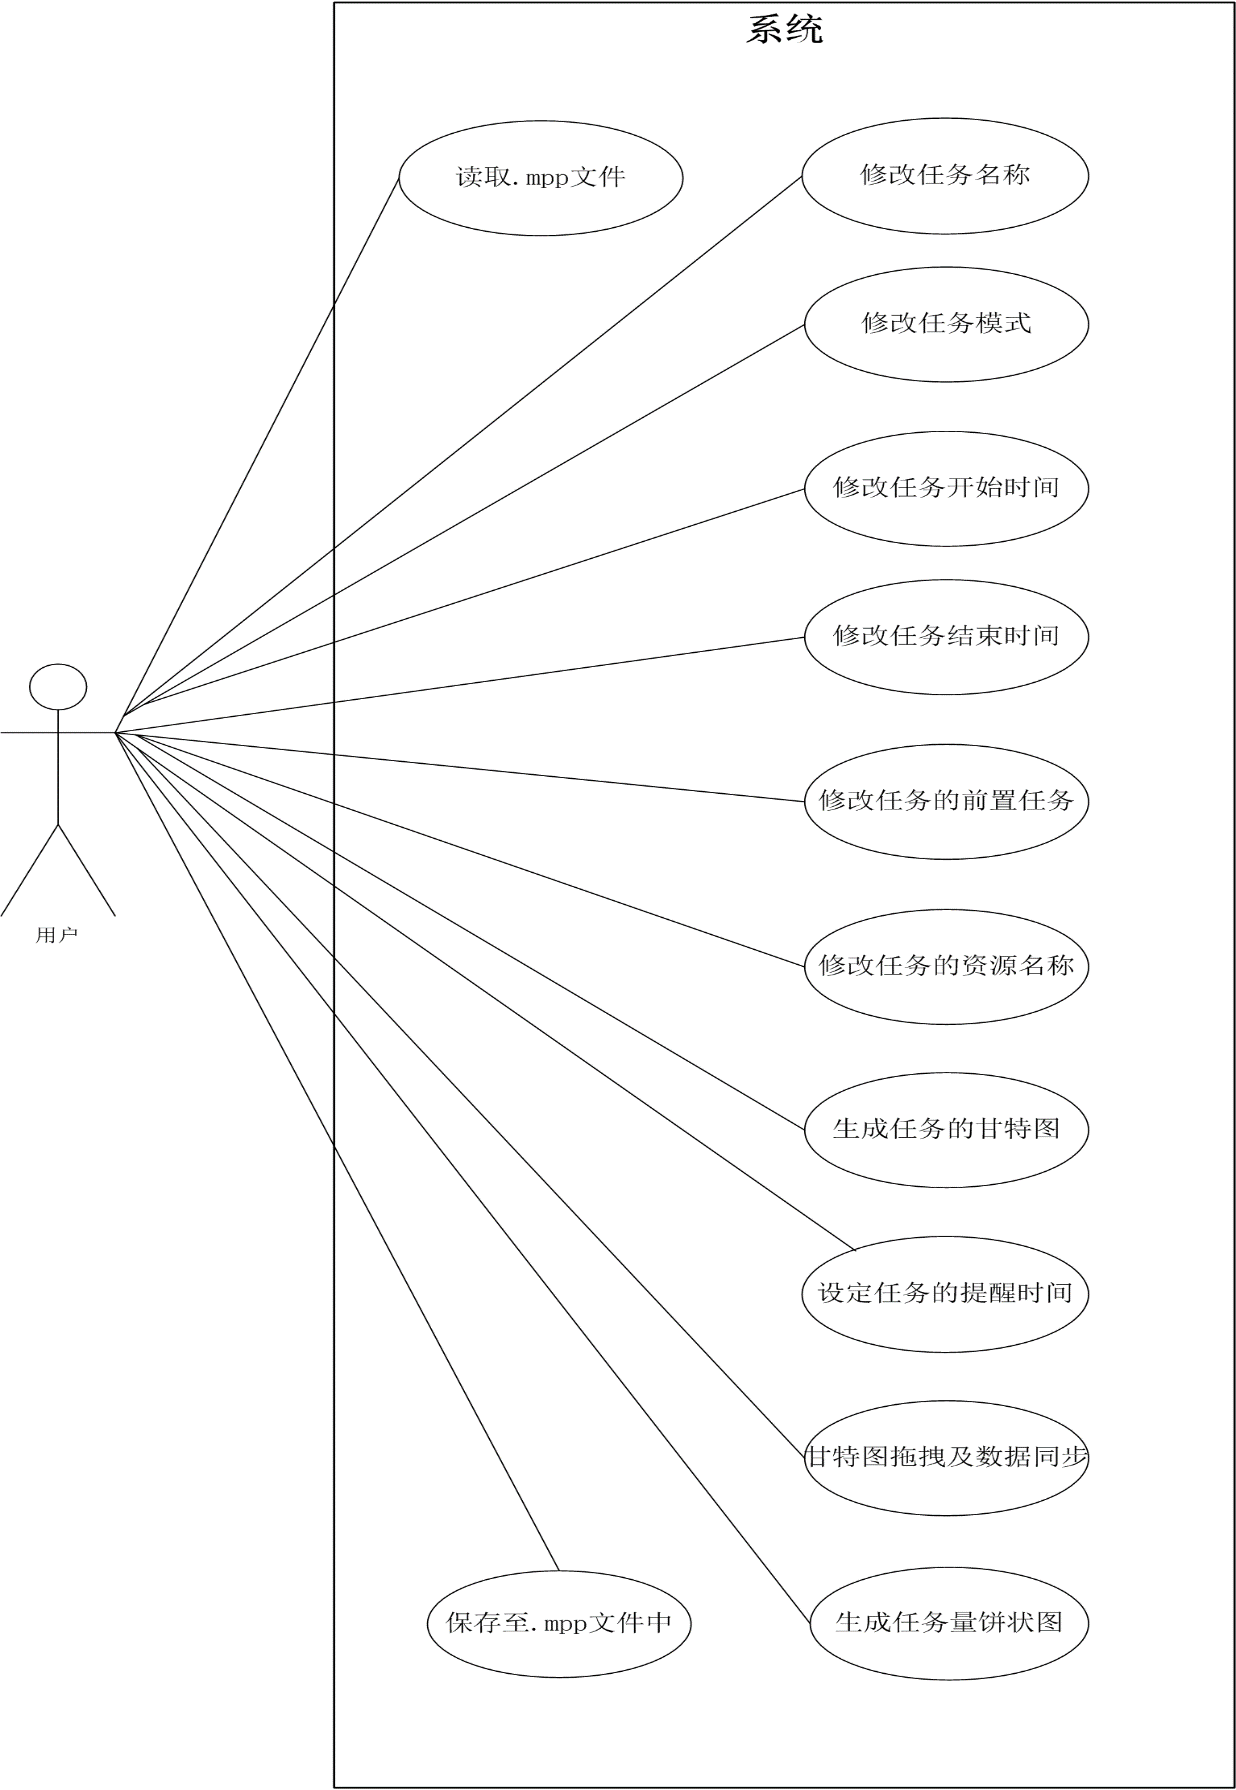 系统
读取.mpp文件
修改任务名称
修改任务模式
修改任务开始时间
修改任务结束时间
修改任务的前置任务
用户
修改任务的资源名称
生成任务的甘特图
设定任务的提醒时间
甘特图拖拽及数据同步
保存至.mpp文件中
生成任务量饼状图